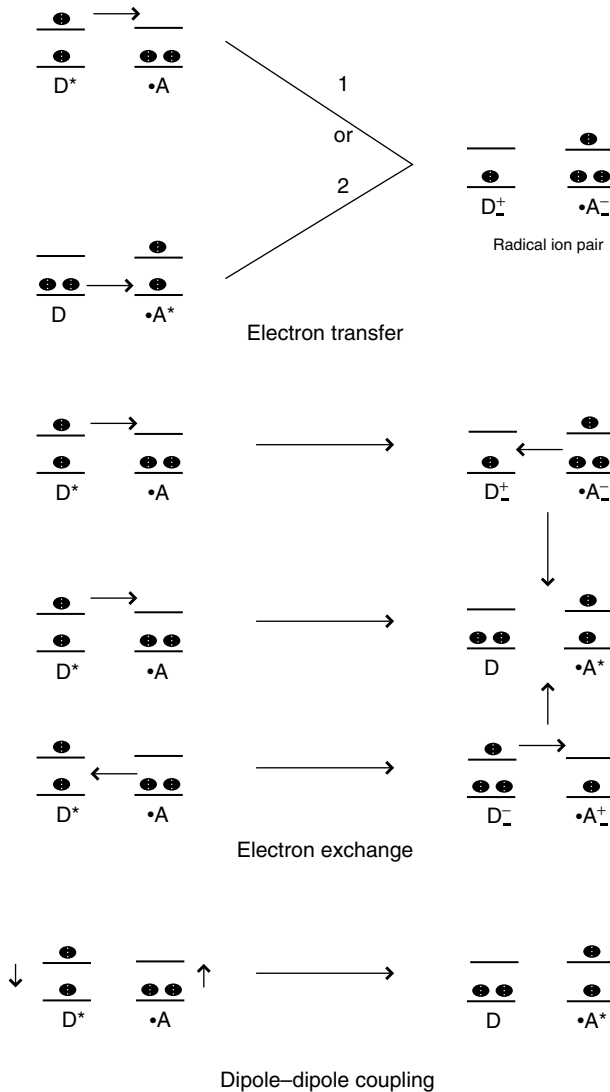 D* •A
1
or
2
D± •A∸
Radical ion pair
D •A*
Electron transfer
D* •A D± •A∸
D* •A D •A*
D* •A D∸ •A±
Electron exchange
D* •A D •A*
Dipole–dipole coupling